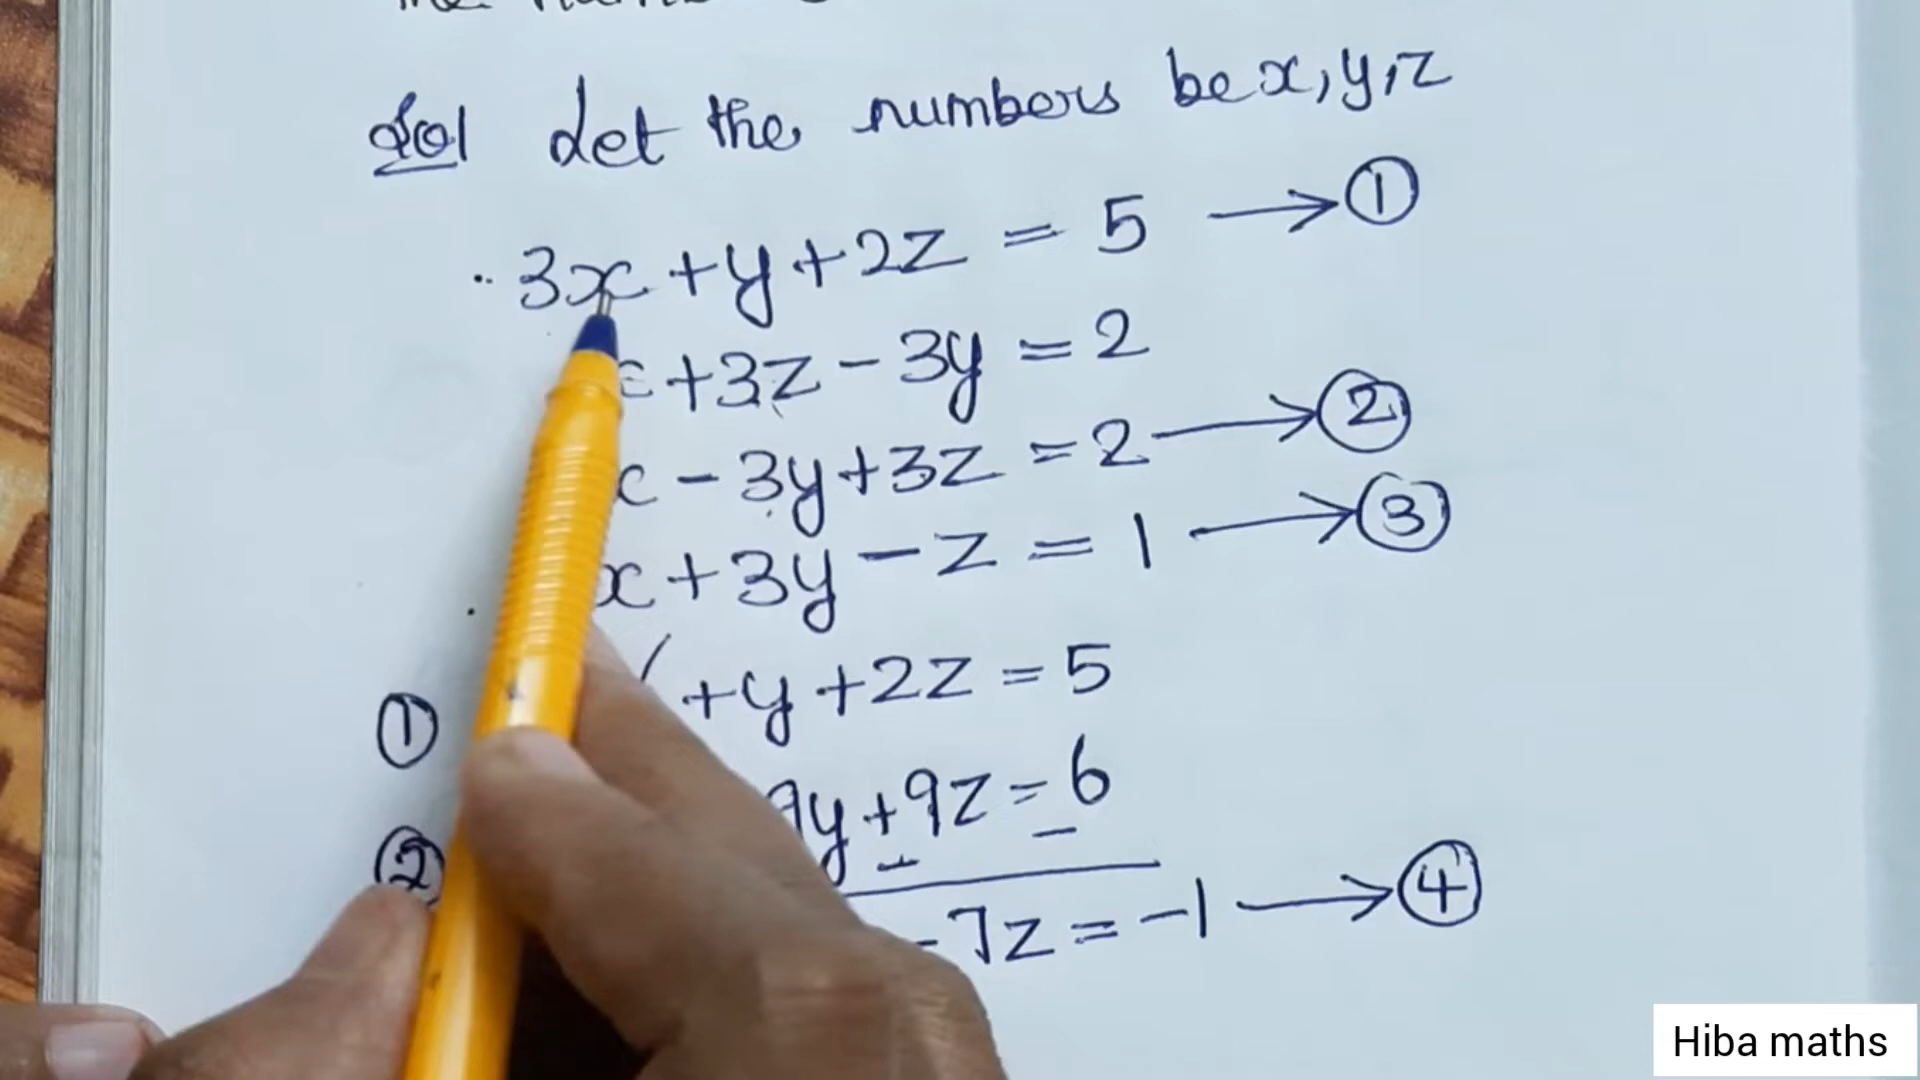 Sol Let the numbers be x, y, z
3x + y + 2z = 5 → ①
+ 3z - 3y = 2
x - 3y + 3z = 2 → ②
x + 3y - z = 1 → ③
① + y + 2z = 5
② 9y + 9z = 6
- 7z = -1 → ④
Hiba maths